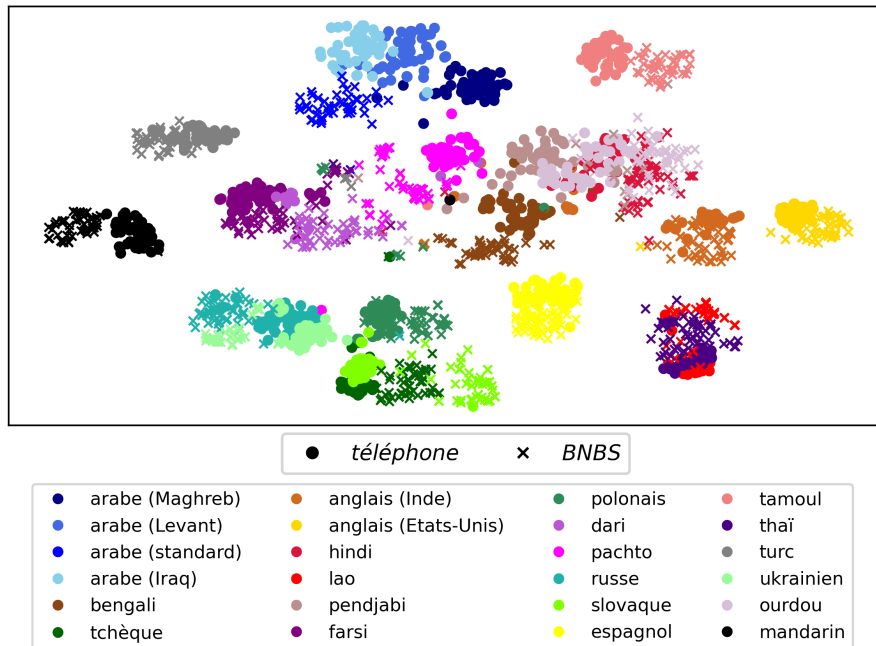 téléphone BNBS
arabe (Maghreb) anglais (Inde) polonais tamoul
arabe (Levant) anglais (Etats-Unis) dari thaï
arabe (standard) hindi pachto turc
arabe (Iraq) lao russe ukrainien
bengali pendjabi slovaque ourdou
tchèque farsi espagnol mandarin